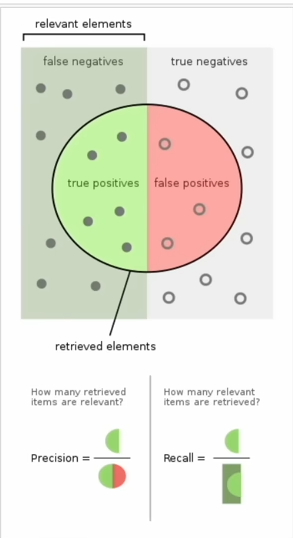 relevant elements
false negatives
true negatives
true positives
false positives
retrieved elements
How many retrieved
items are relevant?
Precision =
How many relevant
items are retrieved?
Recall =